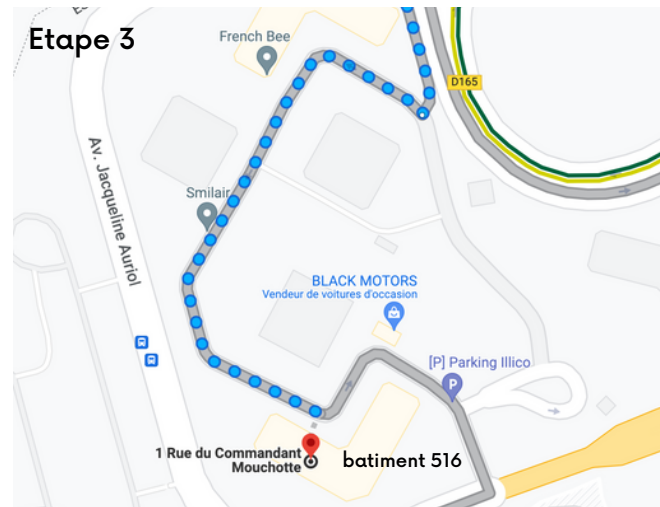 Etape 3
French Bee
D165
Av. Jacqueline Auriol
Smilair
BLACK MOTORS
Vendeur de voitures d'occasion
[P] Parking Illico
P
1 Rue du Commandant
Mouchotte
batiment 516